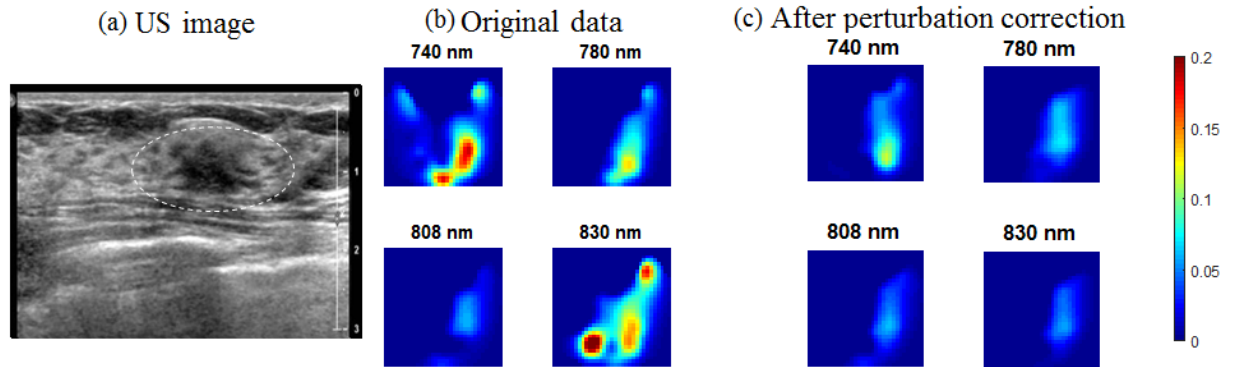 (a) US image
(b) Original data
(c) After perturbation correction
740 nm
780 nm
808 nm
830 nm
740 nm
780 nm
808 nm
830 nm
0
1
2
3
0.2
0.15
0.1
0.05
0